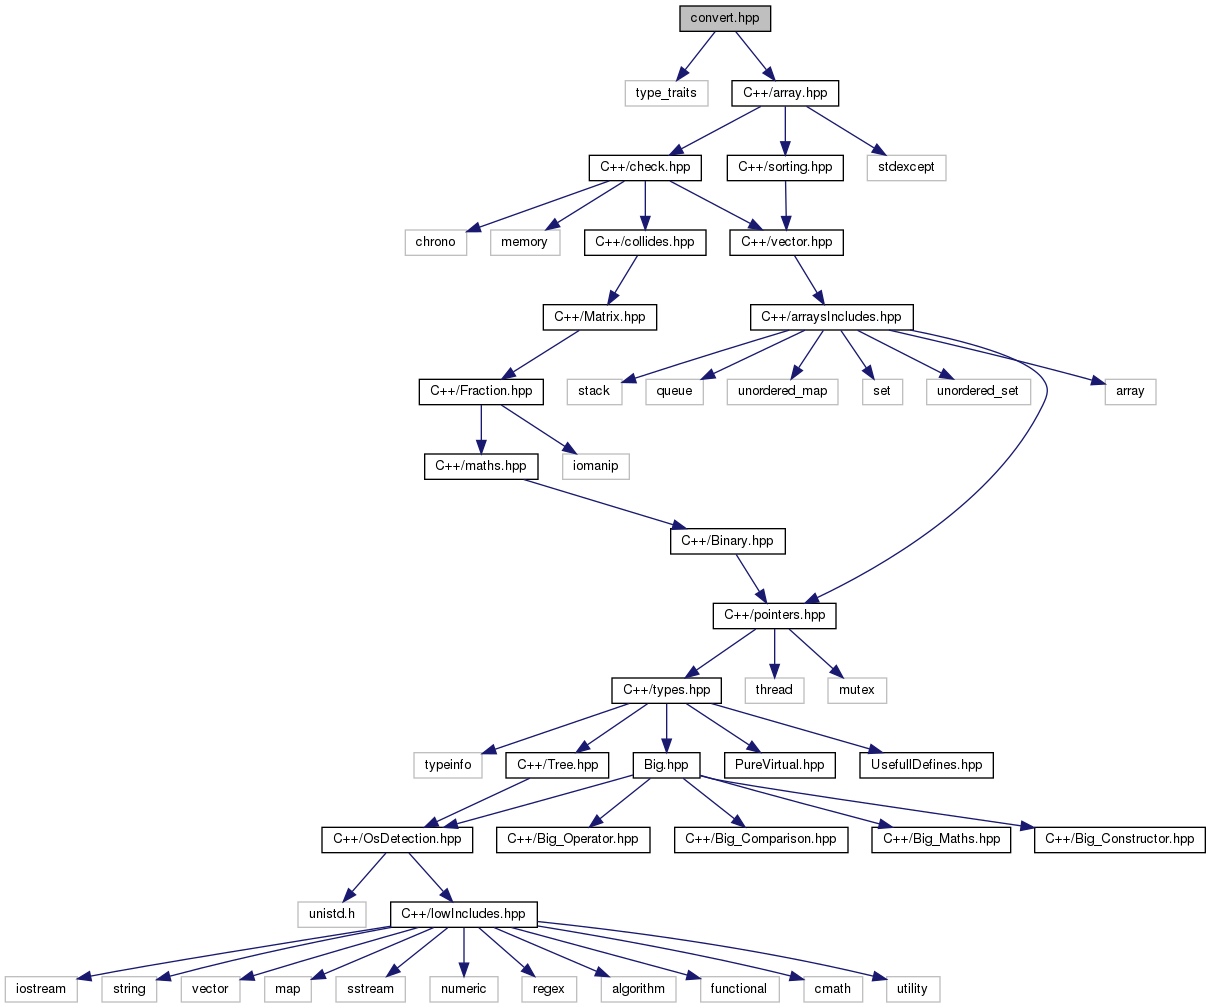 convert.hpp
type_traits
C++/array.hpp
C++/check.hpp
C++/sorting.hpp
stdexcept
chrono
memory
C++/collides.hpp
C++/vector.hpp
C++/Matrix.hpp
C++/arraysIncludes.hpp
C++/Fraction.hpp
stack
queue
unordered_map
set
unordered_set
array
C++/maths.hpp
iomanip
C++/Binary.hpp
C++/pointers.hpp
C++/types.hpp
thread
mutex
typeinfo
C++/Tree.hpp
Big.hpp
PureVirtual.hpp
UsefullDefines.hpp
C++/OsDetection.hpp
C++/Big_Operator.hpp
C++/Big_Comparison.hpp
C++/Big_Maths.hpp
C++/Big_Constructor.hpp
unistd.h
C++/lowIncludes.hpp
iostream
string
vector
map
sstream
numeric
regex
algorithm
functional
cmath
utility